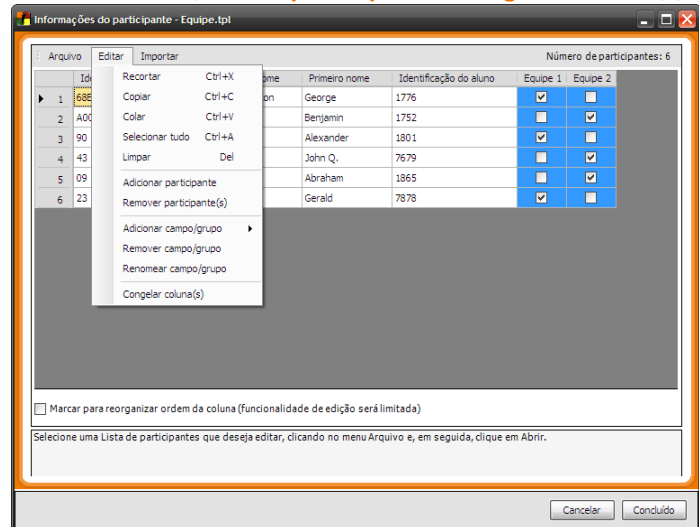 Informações do participante - Equipe.tpl
Arquivo Editar Importar Número de participantes: 6
Primeiro nome Identificação do aluno Equipe 1 Equipe 2
1 George 1776
2 Benjamin 1752
3 90 Alexander 1801
4 43 John Q. 7679
5 09 Abraham 1865
6 23 Gerald 7878
Recortar Ctrl+X
Copiar Ctrl+C
Colar Ctrl+V
Selecionar tudo Ctrl+A
Limpar Del
Adicionar participante
Remover participante(s)
Adicionar campo/grupo
Remover campo/grupo
Renomear campo/grupo
Congelar coluna(s)
Marcar para reorganizar ordem da coluna (funcionalidade de edição será limitada)
Selecione uma Lista de participantes que deseja editar, clicando no menu Arquivo e, em seguida, clique em Abrir.
Cancelar Concluído